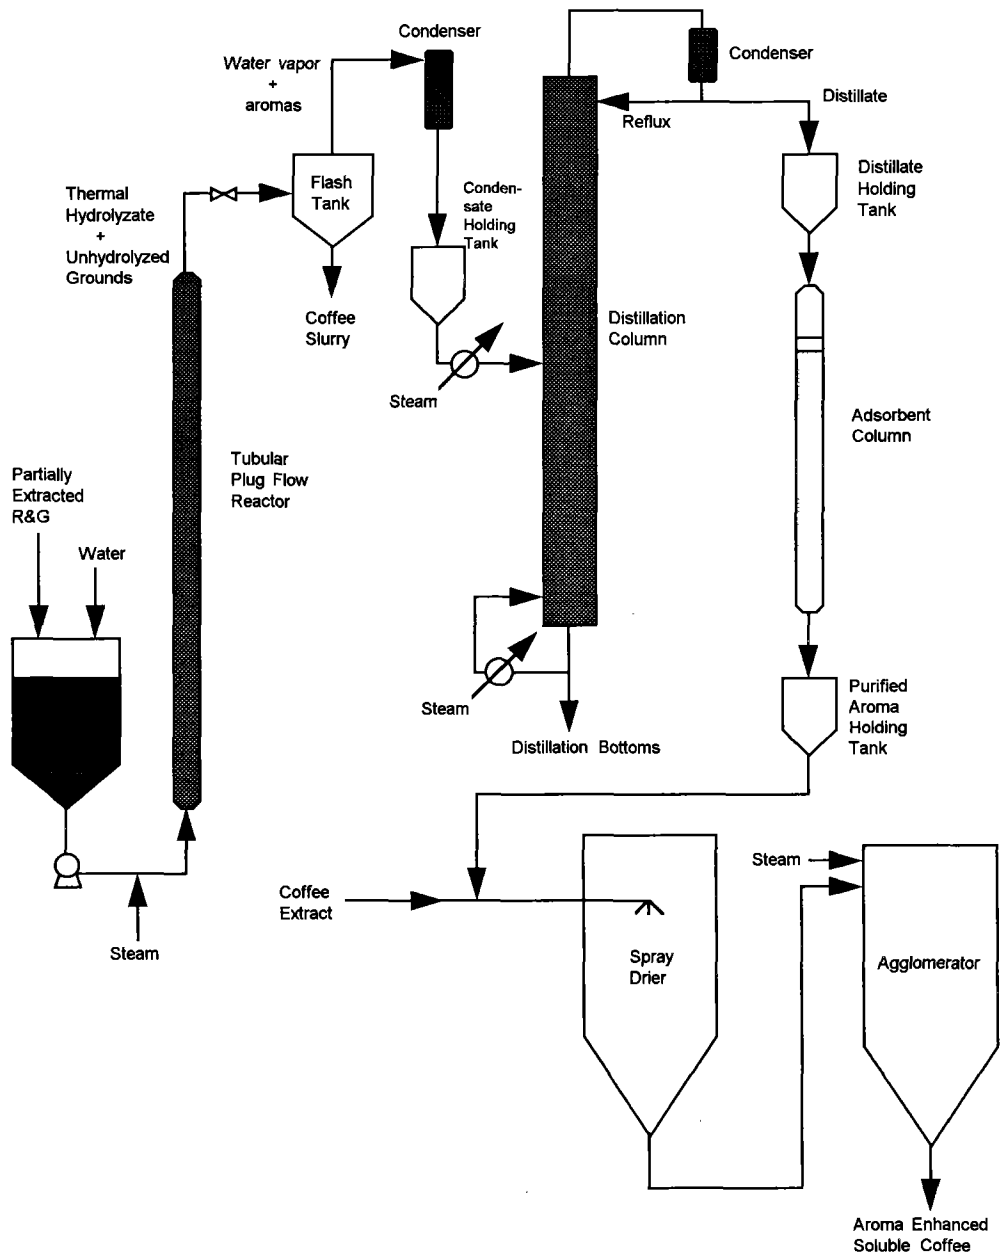 Condenser
Water vapor
+
aromas
Condenser
Distillate
Reflux
Flash
Tank
Distillate
Holding
Tank
Thermal
Hydrolyzate
+
Unhydrolyzed
Grounds
Conden-
sate
Holding
Tank
Coffee
Slurry
Distillation
Column
Steam
Adsorbent
Column
Tubular
Plug Flow
Reactor
Partially
Extracted
R&G
Water
Steam
Distillation Bottoms
Purified
Aroma
Holding
Tank
Steam
Coffee
Extract
Steam
Spray
Drier
Agglomerator
Aroma Enhanced
Soluble Coffee